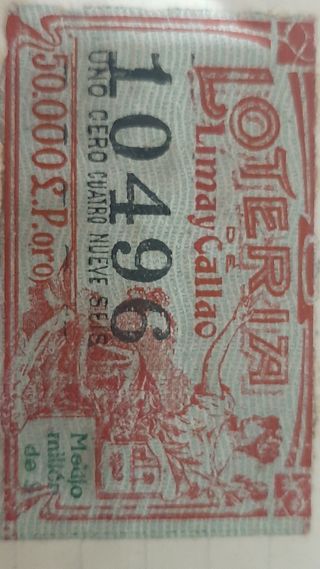 LOTERIA
DE
Lima y Callao
10496
UNO CERO CUATRO NUEVE SEIS
50.000 £.P. oro
Medio
millón
de